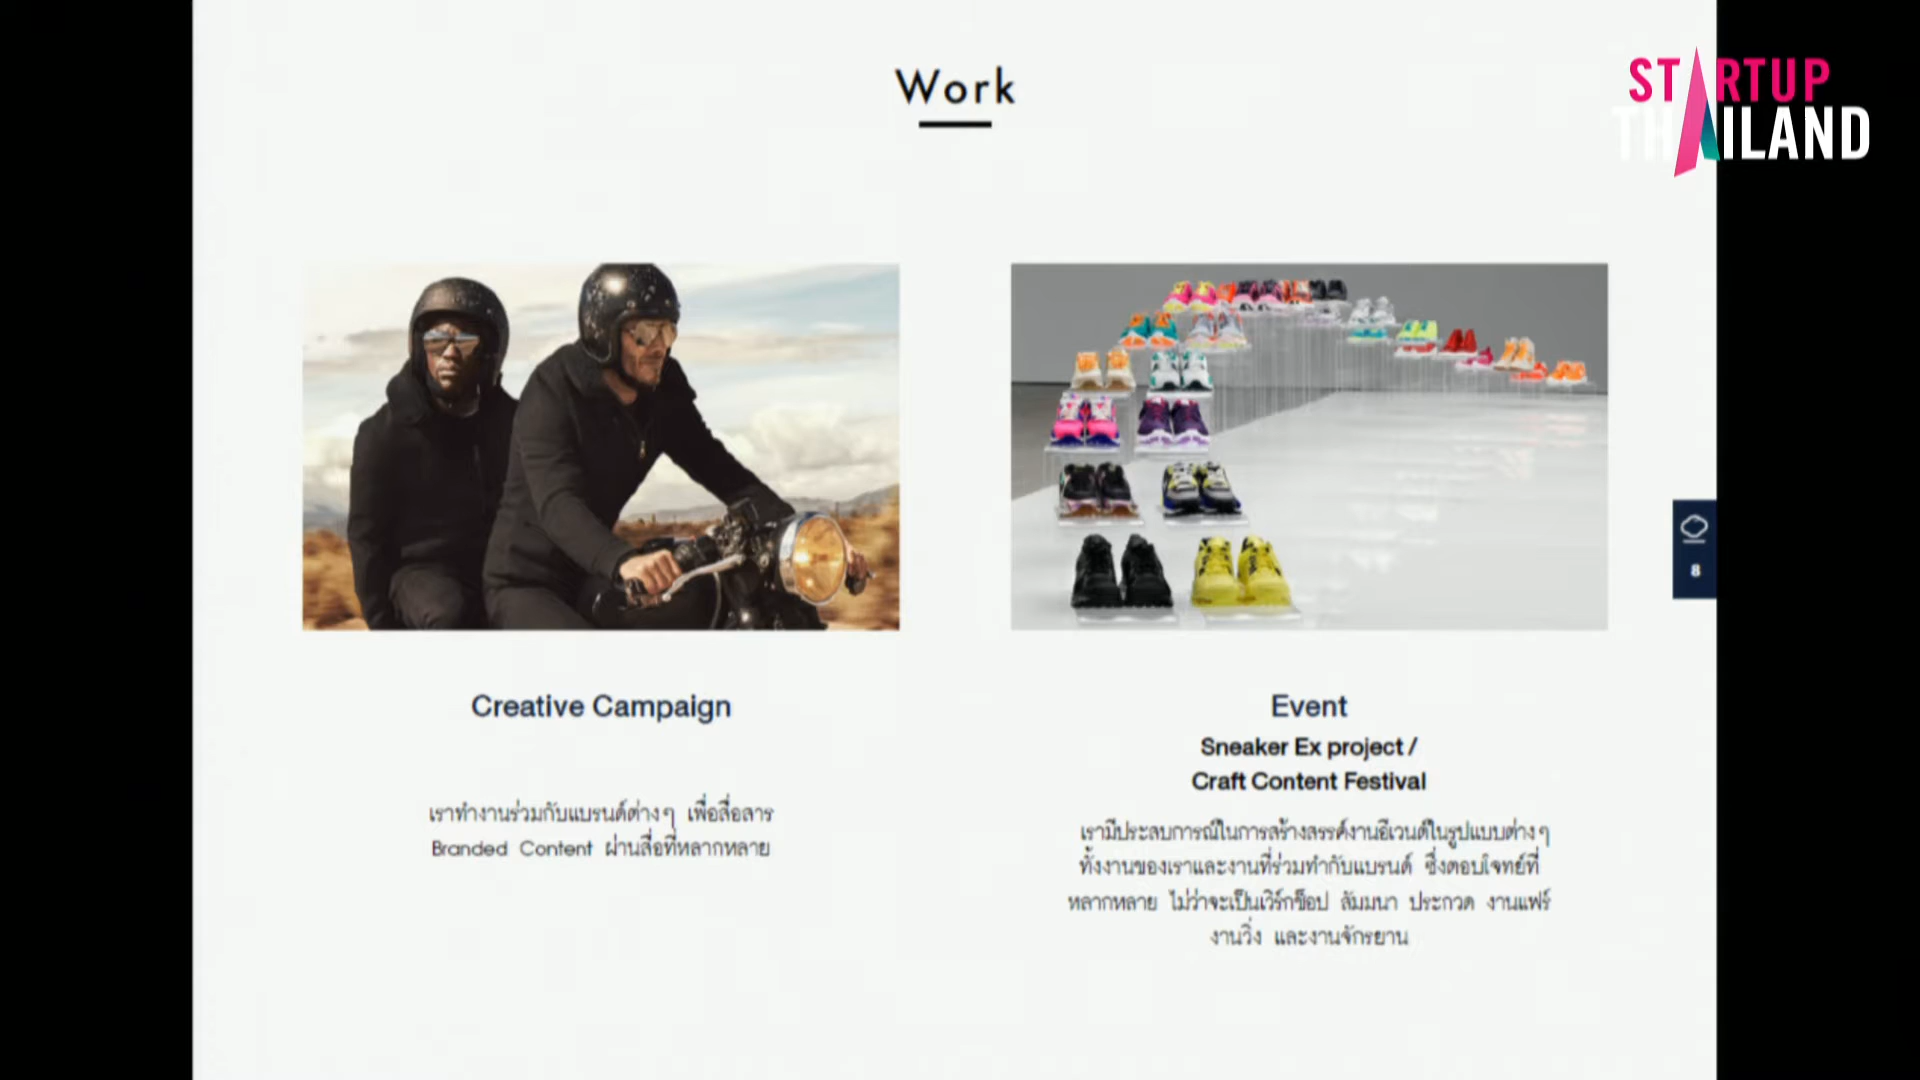 Work
STARTUP
THAILAND
8
Creative Campaign
เราทำงานร่วมกับแบรนด์ต่างๆ เพื่อสื่อสาร
Branded Content ผ่านสื่อที่หลากหลาย
Event
Sneaker Ex project /
Craft Content Festival
เรามีประสบการณ์ในการสร้างสรรค์งานอีเวนต์ในรูปแบบต่างๆ
ทั้งงานของเราและงานที่ร่วมทำกับแบรนด์ ซึ่งตอบโจทย์ที่
หลากหลาย ไม่ว่าจะเป็นเวิร์กช็อป สัมมนา ประกวด งานแฟร์
งานวิ่ง และงานจักรยาน